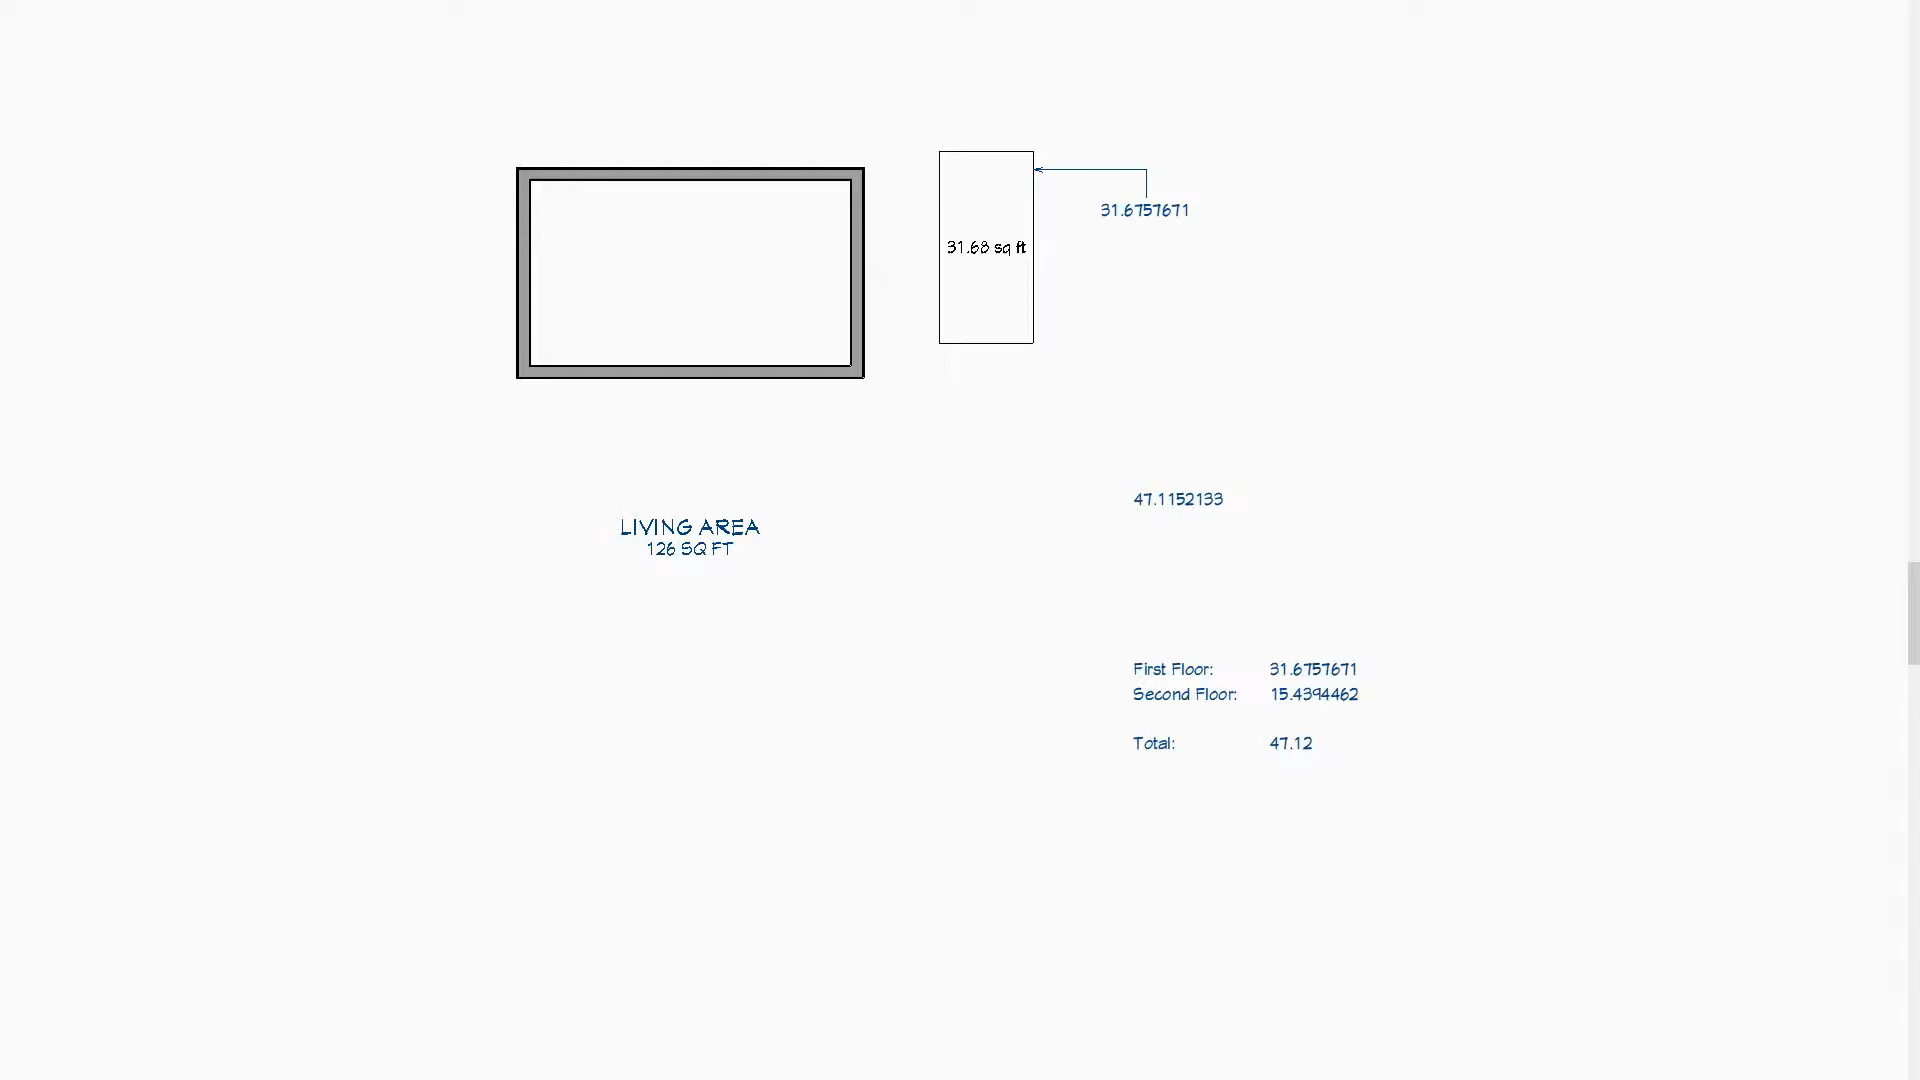 31.6757671
31.68 sq ft
47.1152133
LIVING AREA
126 SQ FT
First Floor: 31.6757671
Second Floor: 15.4394462
Total: 47.12